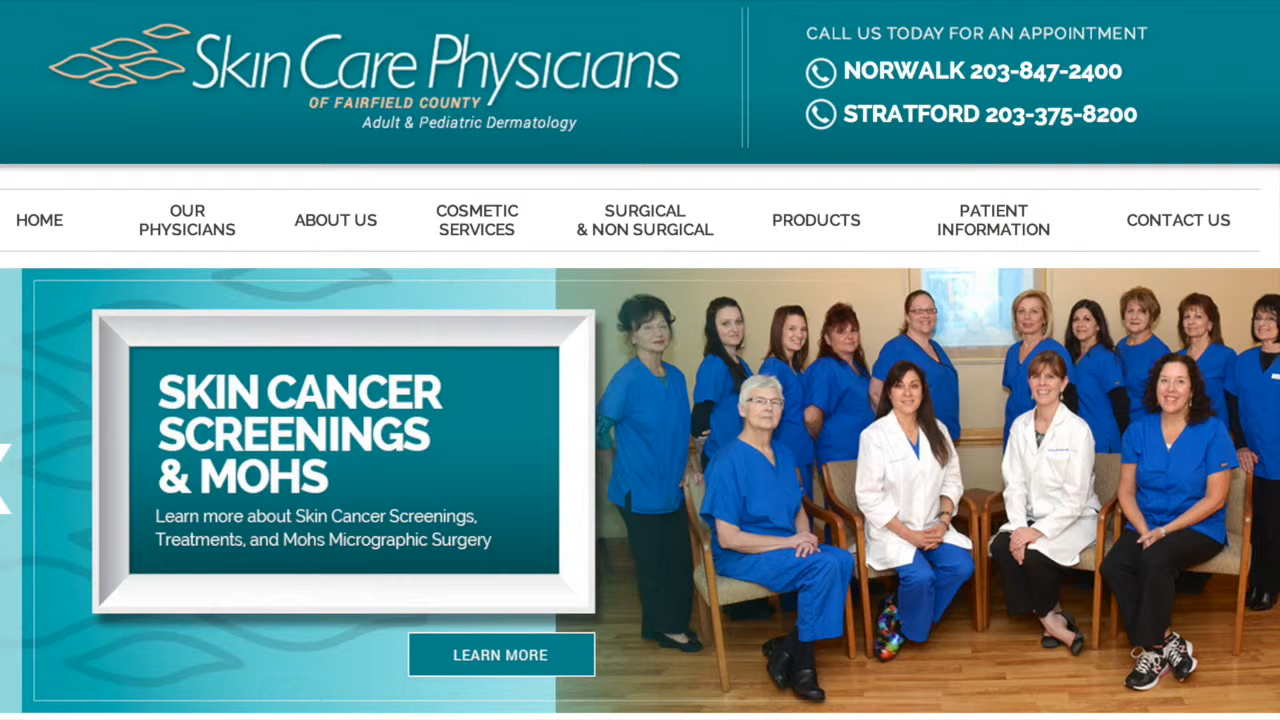 Skin Care Physicians
OF FAIRFIELD COUNTY
Adult & Pediatric Dermatology
CALL US TODAY FOR AN APPOINTMENT
NORWALK 203-847-2400
STRATFORD 203-375-8200
HOME
OUR
PHYSICIANS
ABOUT US
COSMETIC
SERVICES
SURGICAL
& NON SURGICAL
PRODUCTS
PATIENT
INFORMATION
CONTACT US
SKIN CANCER
SCREENINGS
& MOHS
Learn more about Skin Cancer Screenings,
Treatments, and Mohs Micrographic Surgery
LEARN MORE